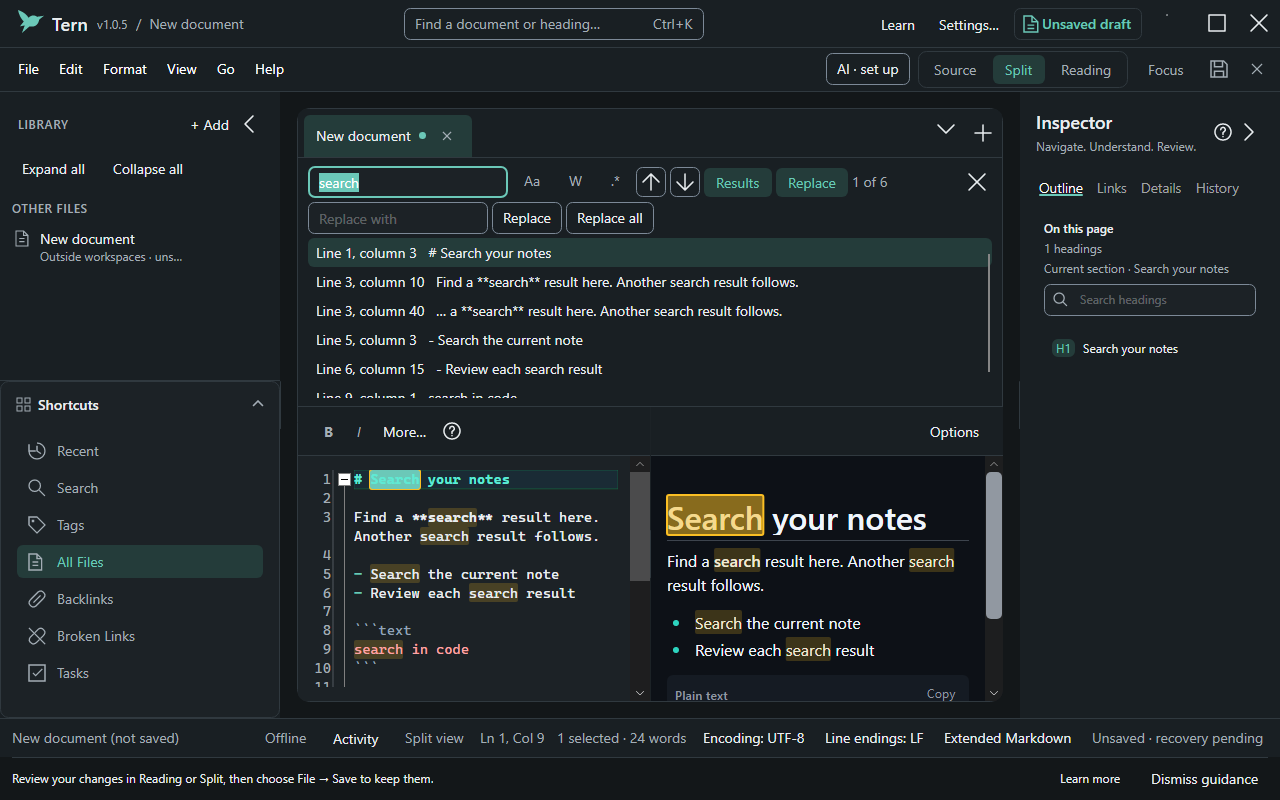 Tern v1.0.5 / New document
Find a document or heading... Ctrl+K
Learn Settings... Unsaved draft
File Edit Format View Go Help
AI · set up Source Split Reading Focus
LIBRARY + Add
Expand all Collapse all
OTHER FILES
New document
Outside workspaces · uns...
Shortcuts
Recent
Search
Tags
All Files
Backlinks
Broken Links
Tasks
New document
search Aa W .* Results Replace 1 of 6
Replace with Replace Replace all
Line 1, column 3 # Search your notes
Line 3, column 10 Find a **search** result here. Another search result follows.
Line 3, column 40 ... a **search** result here. Another search result follows.
Line 5, column 3 - Search the current note
Line 6, column 15 - Review each search result
Line 9, column 1 search in code
B I More... Options
1 # Search your notes
2
3 Find a **search** result here.
Another search result follows.
4
5 - Search the current note
6 - Review each search result
7
8 ```text
9 search in code
10 ```
11
Search your notes
Find a search result here. Another search
result follows.
Search the current note
Review each search result
Plain text Copy
Inspector
Navigate. Understand. Review.
Outline Links Details History
On this page
1 headings
Current section · Search your notes
Search headings
H1 Search your notes
New document (not saved) Offline Activity Split view Ln 1, Col 9 1 selected · 24 words Encoding: UTF-8 Line endings: LF Extended Markdown Unsaved · recovery pending
Review your changes in Reading or Split, then choose File → Save to keep them. Learn more Dismiss guidance